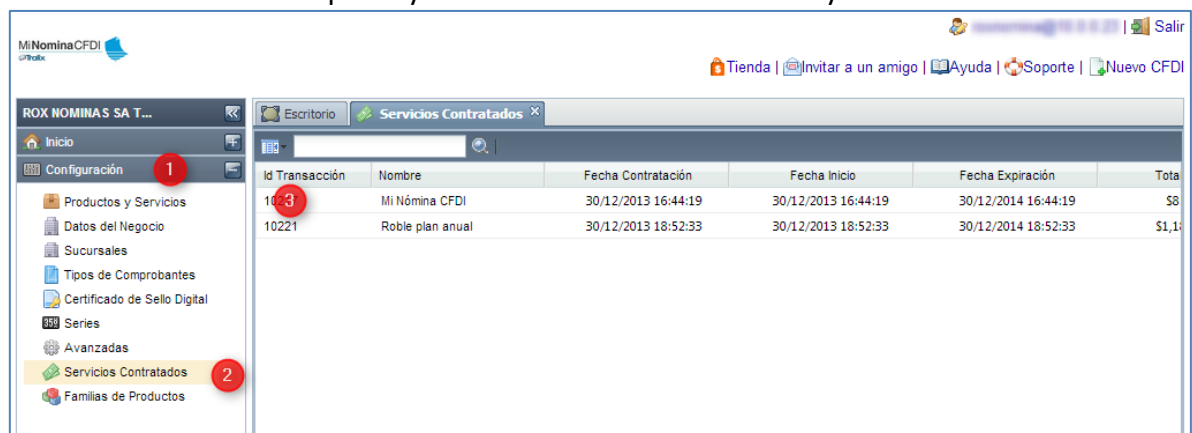 MiNominaCFDI
Tralix
| Salir
Tienda | Invitar a un amigo | Ayuda | Soporte | Nuevo CFDI
ROX NOMINAS SA T...
Escritorio
Servicios Contratados
Inicio
Configuración
1
Id Transacción Nombre Fecha Contratación Fecha Inicio Fecha Expiración Tota
3 Mi Nómina CFDI 30/12/2013 16:44:19 30/12/2013 16:44:19 30/12/2014 16:44:19 $8
10221 Roble plan anual 30/12/2013 18:52:33 30/12/2013 18:52:33 30/12/2014 18:52:33 $1,18
Productos y Servicios
Datos del Negocio
Sucursales
Tipos de Comprobantes
Certificado de Sello Digital
Series
Avanzadas
Servicios Contratados
2
Familias de Productos